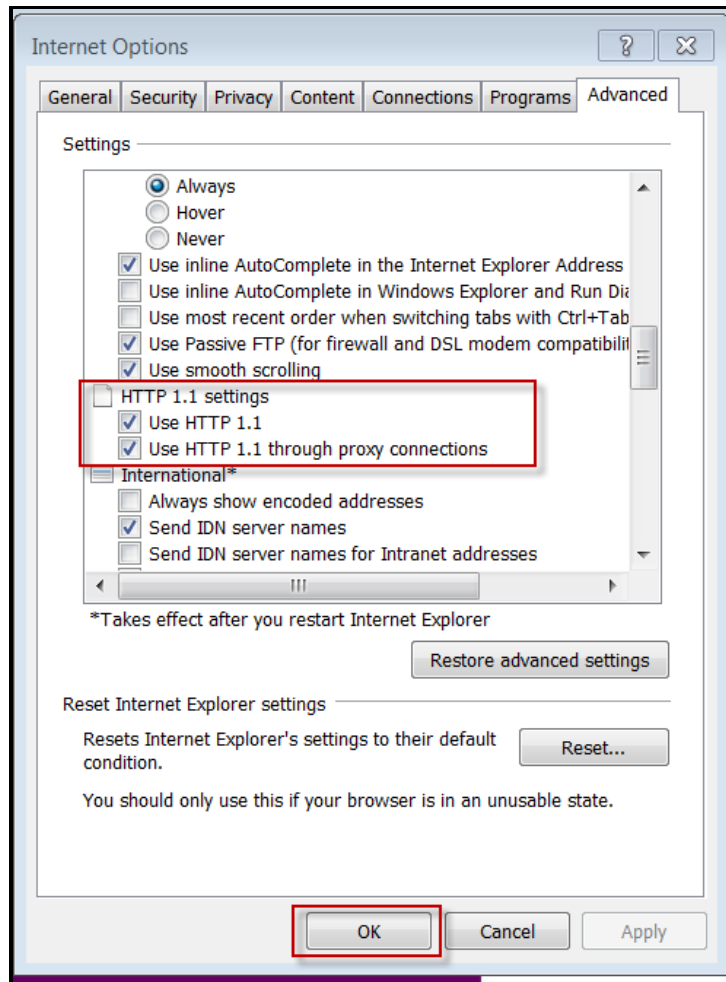 Internet Options
General Security Privacy Content Connections Programs Advanced
Settings
Always
Hover
Never
Use inline AutoComplete in the Internet Explorer Address
Use inline AutoComplete in Windows Explorer and Run Dia
Use most recent order when switching tabs with Ctrl+Tab
Use Passive FTP (for firewall and DSL modem compatibilit
Use smooth scrolling
HTTP 1.1 settings
Use HTTP 1.1
Use HTTP 1.1 through proxy connections
International*
Always show encoded addresses
Send IDN server names
Send IDN server names for Intranet addresses
*Takes effect after you restart Internet Explorer
Restore advanced settings
Reset Internet Explorer settings
Resets Internet Explorer's settings to their default
condition.
Reset...
You should only use this if your browser is in an unusable state.
OK Cancel Apply